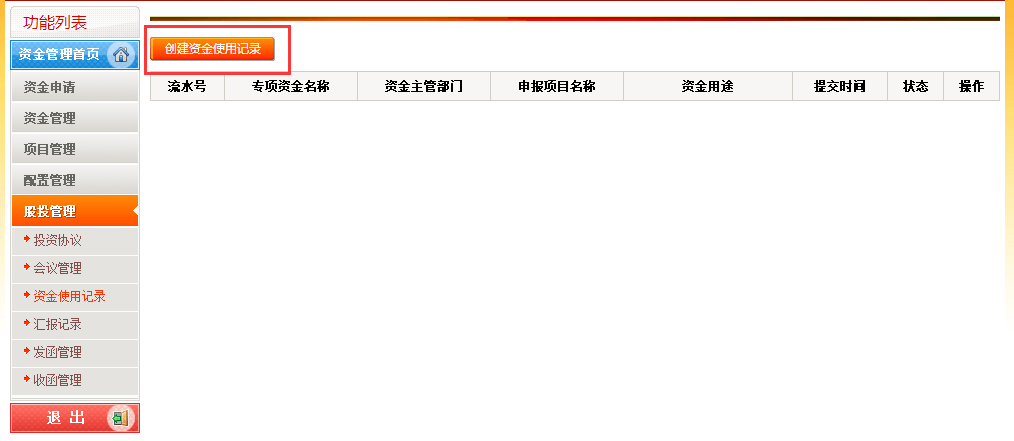 功能列表
资金管理首页
资金申请
资金管理
项目管理
配置管理
股投管理
投资协议
会议管理
资金使用记录
汇报记录
发函管理
收函管理
退 出
创建资金使用记录
流水号 专项资金名称 资金主管部门 申报项目名称 资金用途 提交时间 状态 操作